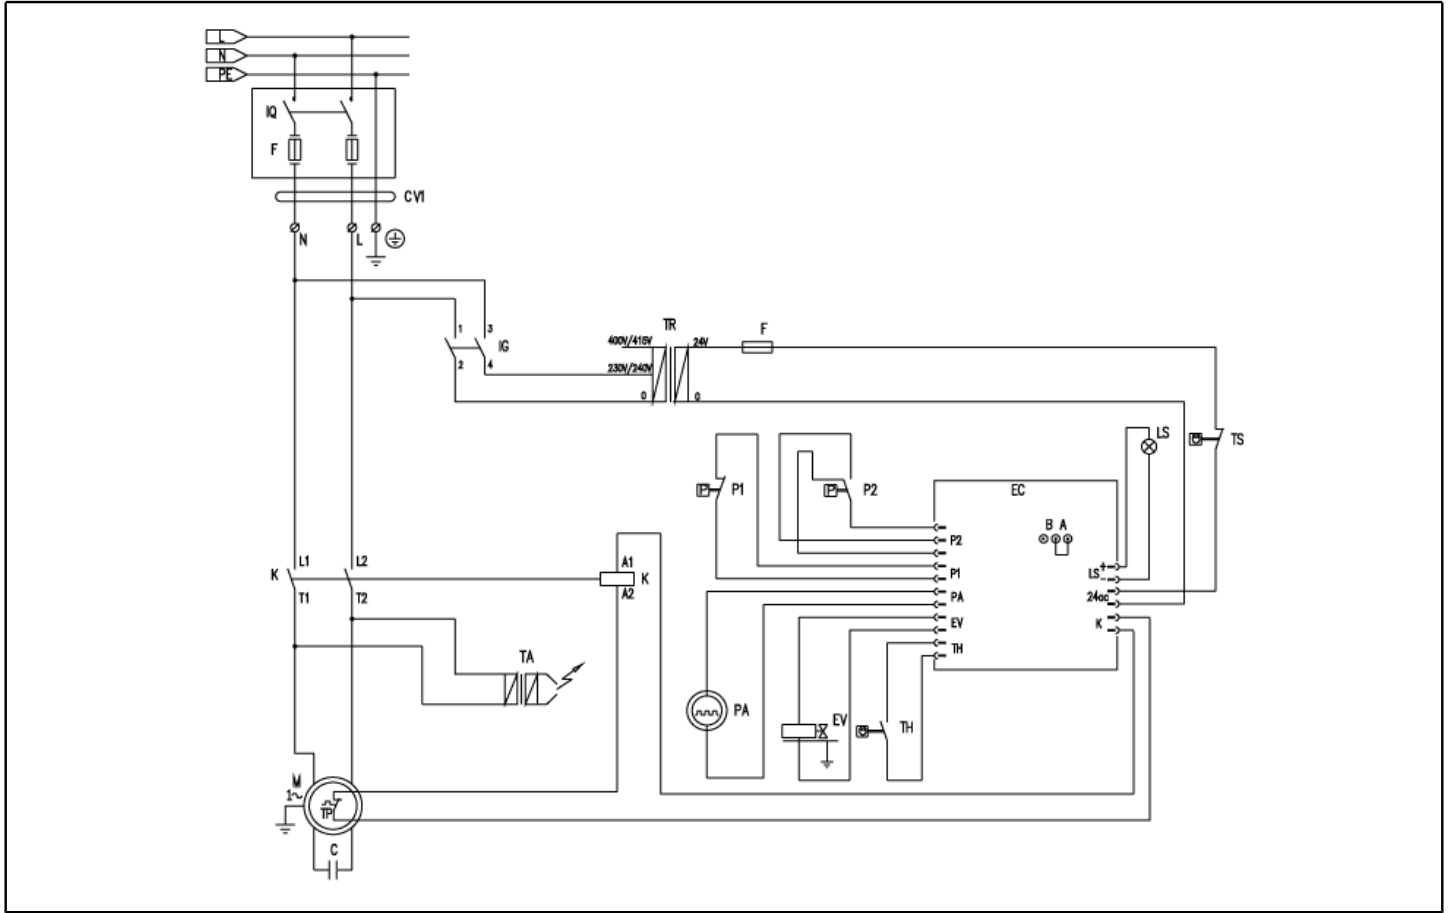 L
N
PE
IQ
F
CV1
N
L
1
3
IG
2
4
400V/415V
TR
24V
F
230V/240V
0
0
LS
TS
P
P1
P
P2
EC
B A
P2
P1
PA
EV
TH
LS
+
-
24ac
K
K
L1
L2
T1
T2
A1
K
A2
TA
PA
EV
TH
M
1~
TP
C